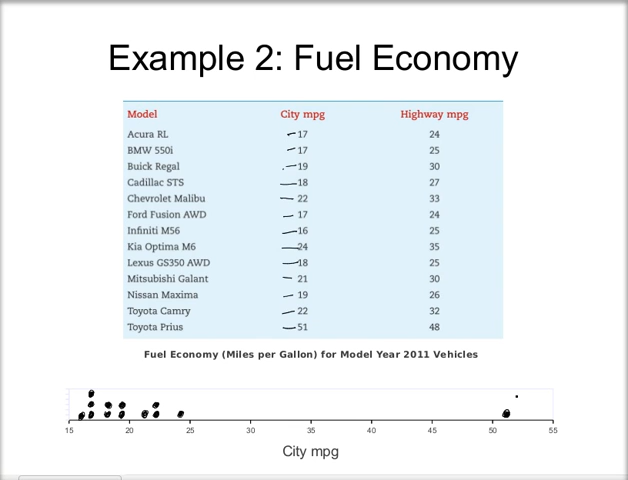 Example 2: Fuel Economy
Model City mpg Highway mpg
Acura RL 17 24
BMW 550i 17 25
Buick Regal 19 30
Cadillac STS 18 27
Chevrolet Malibu 22 33
Ford Fusion AWD 17 24
Infiniti M56 16 25
Kia Optima M6 24 35
Lexus GS350 AWD 18 25
Mitsubishi Galant 21 30
Nissan Maxima 19 26
Toyota Camry 22 32
Toyota Prius 51 48
Fuel Economy (Miles per Gallon) for Model Year 2011 Vehicles
15 20 25 30 35 40 45 50 55
City mpg